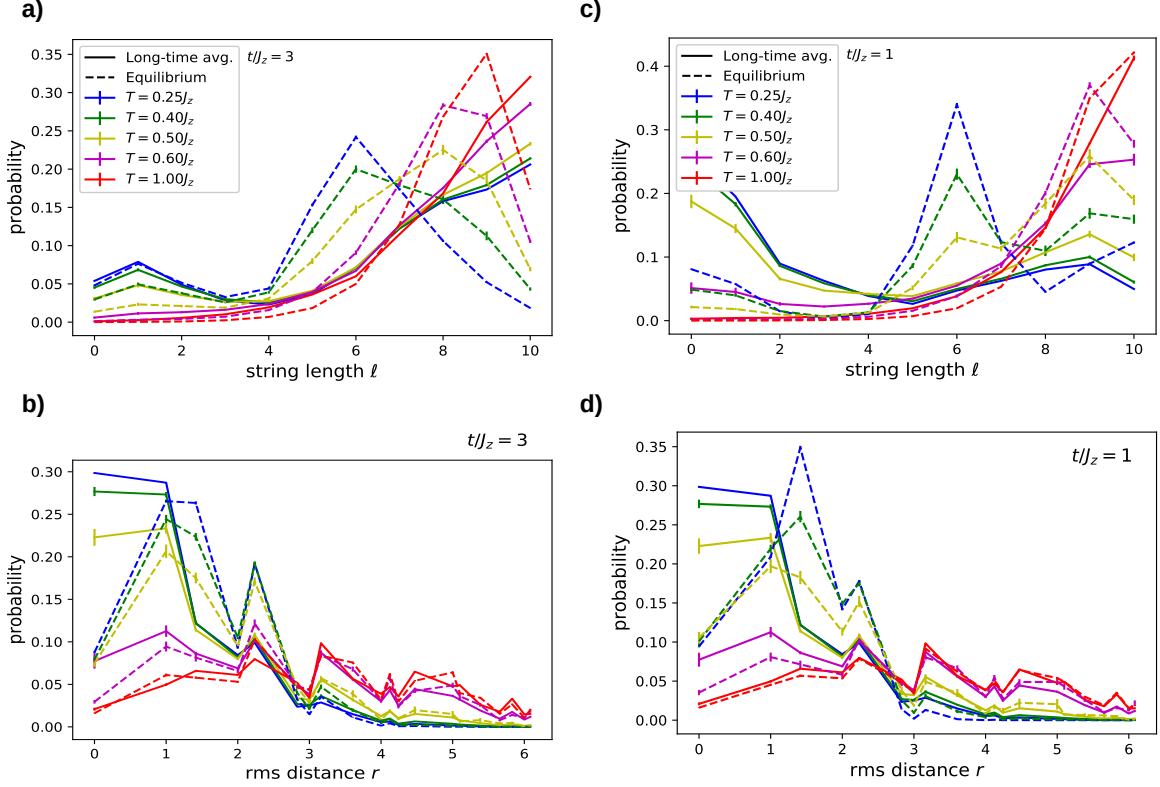 a)
t/J_z = 3
Long-time avg.
Equilibrium
T = 0.25J_z
T = 0.40J_z
T = 0.50J_z
T = 0.60J_z
T = 1.00J_z
probability
0.35
0.30
0.25
0.20
0.15
0.10
0.05
0.00
0 2 4 6 8 10
string length ℓ
c)
t/J_z = 1
Long-time avg.
Equilibrium
T = 0.25J_z
T = 0.40J_z
T = 0.50J_z
T = 0.60J_z
T = 1.00J_z
probability
0.4
0.3
0.2
0.1
0.0
0 2 4 6 8 10
string length ℓ
b)
t/J_z = 3
probability
0.30
0.25
0.20
0.15
0.10
0.05
0.00
0 1 2 3 4 5 6
rms distance r
d)
t/J_z = 1
probability
0.35
0.30
0.25
0.20
0.15
0.10
0.05
0.00
0 1 2 3 4 5 6
rms distance r